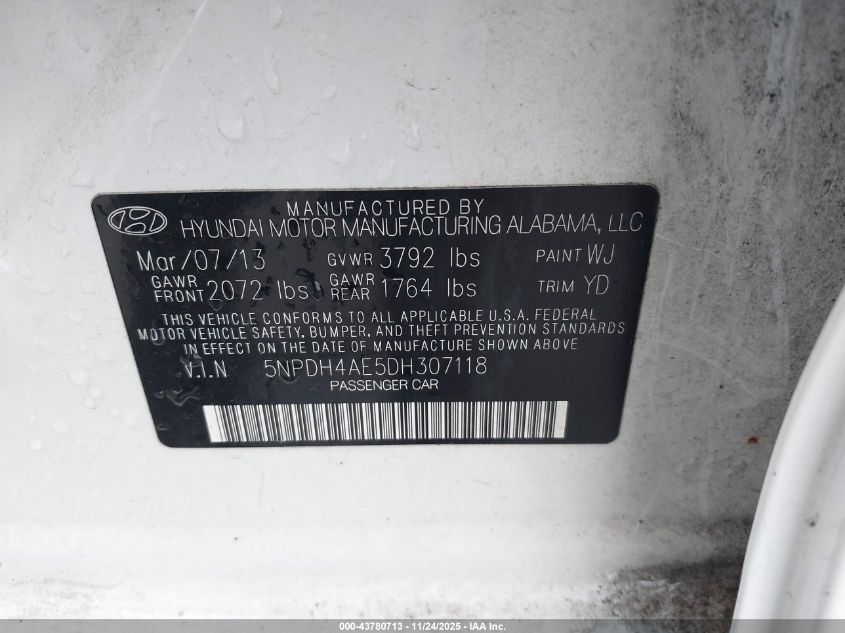 MANUFACTURED BY
HYUNDAI MOTOR MANUFACTURING ALABAMA, LLC
Mar/07/13 GVWR 3792 lbs PAINT WJ
GAWR FRONT 2072 lbs GAWR REAR 1764 lbs TRIM YD
THIS VEHICLE CONFORMS TO ALL APPLICABLE U.S.A. FEDERAL
MOTOR VEHICLE SAFETY, BUMPER, AND THEFT PREVENTION STANDARDS
IN EFFECT ON THE DATE OF MANUFACTURE SHOWN ABOVE.
V.I.N 5NPDH4AE5DH307118
PASSENGER CAR
000-43780713 - 11/24/2025 - IAA Inc.